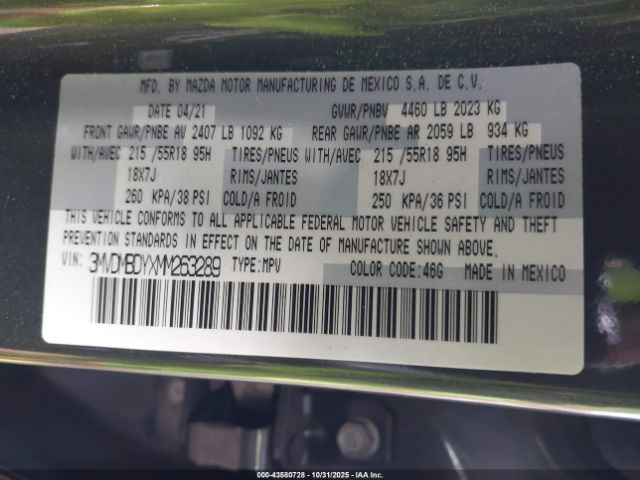 MFD. BY MAZDA MOTOR MANUFACTURING DE MEXICO S.A. DE C.V.
DATE 04/21 GVWR/PNBV 4460 LB 2023 KG
FRONT GAWR/PNBE AV 2407 LB 1092 KG REAR GAWR/PNBE AR 2059 LB 934 KG
WITH/AVEC 215 /55R18 95H TIRES/PNEUS WITH/AVEC 215 /55R18 95H TIRES/PNEUS
18X7J RIMS/JANTES 18X7J RIMS/JANTES
260 KPA/38 PSI COLD/A FROID 250 KPA/36 PSI COLD/A FROID
THIS VEHICLE CONFORMS TO ALL APPLICABLE FEDERAL MOTOR VEHICLE SAFETY AND THEFT
PREVENTION STANDARDS IN EFFECT ON THE DATE OF MANUFACTURE SHOWN ABOVE.
VIN: 3MVDMBDYXMM263289 TYPE:MPV COLOR CODE:46G MADE IN MEXICO
000-43580728 - 10/31/2025 - IAA Inc.